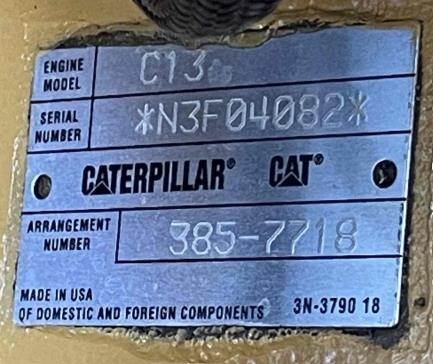 ENGINE MODEL C13
SERIAL NUMBER *N3F04082*
CATERPILLAR® CAT®
ARRANGEMENT NUMBER 385-7718
MADE IN USA
OF DOMESTIC AND FOREIGN COMPONENTS 3N-3790 18